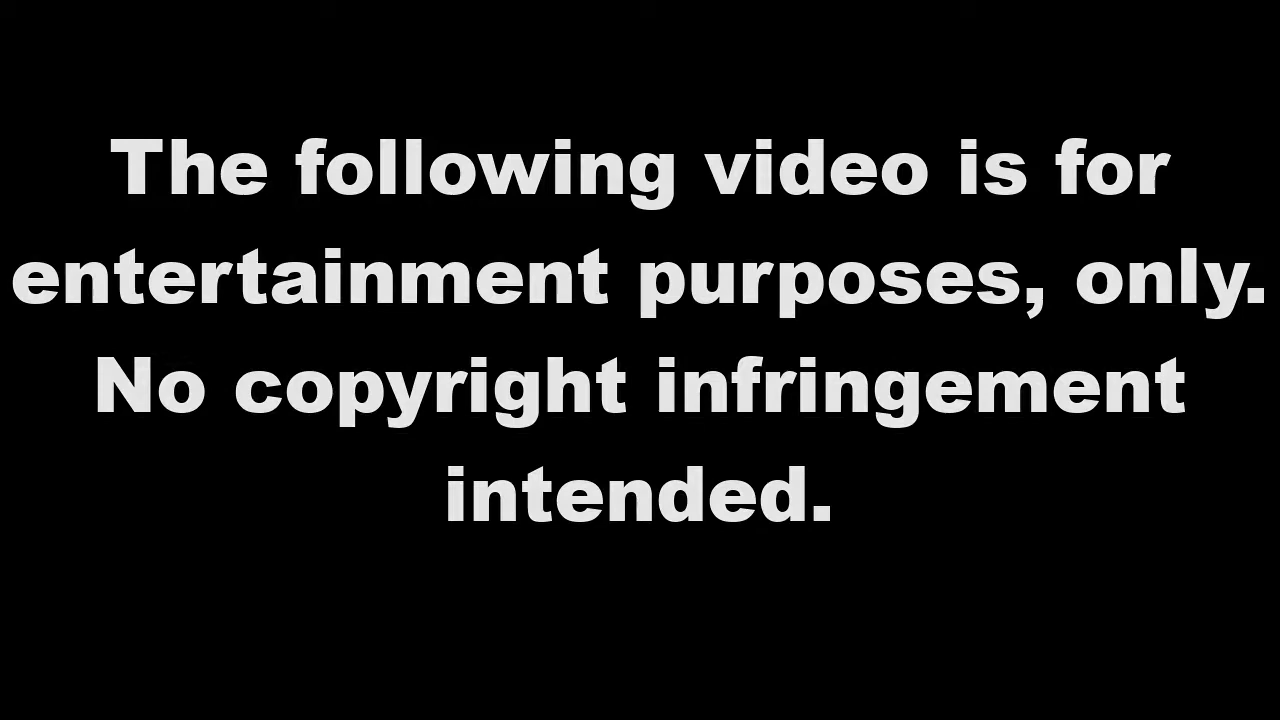 The following video is for
entertainment purposes, only.
No copyright infringement
intended.